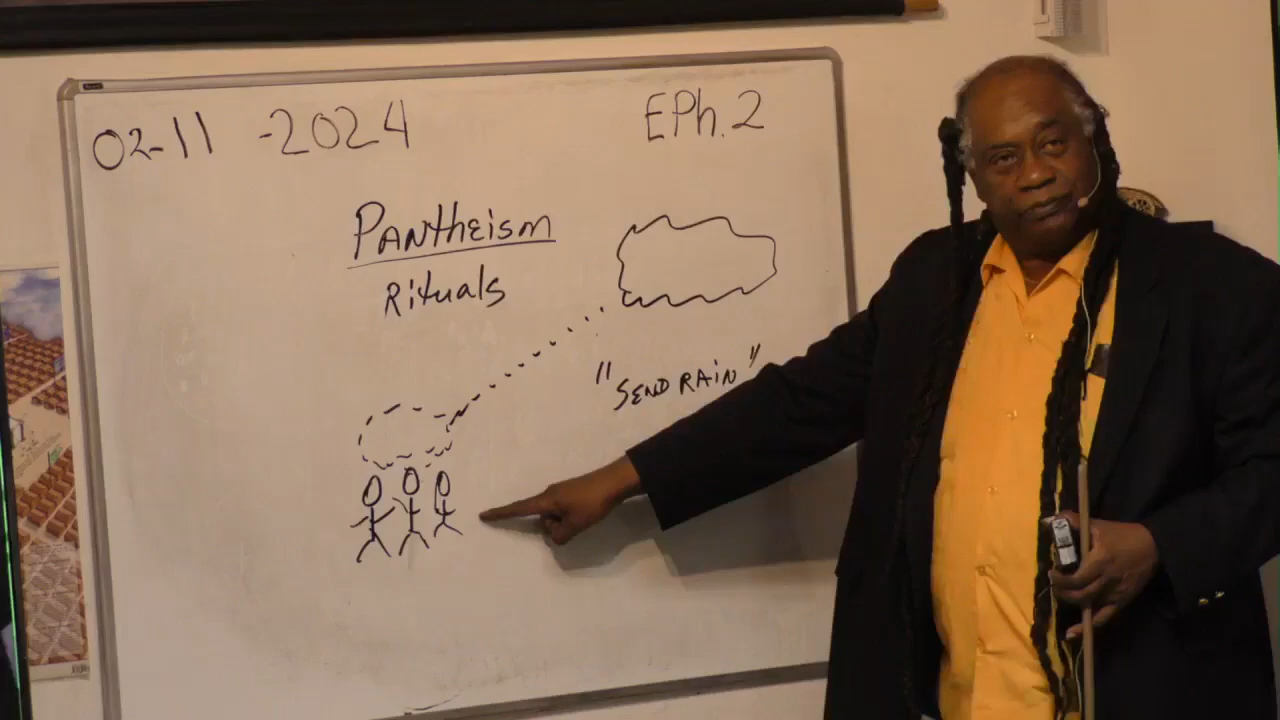 02-11 -2024
EPh. 2
PANtheism
Rituals
"SEND RAIN"